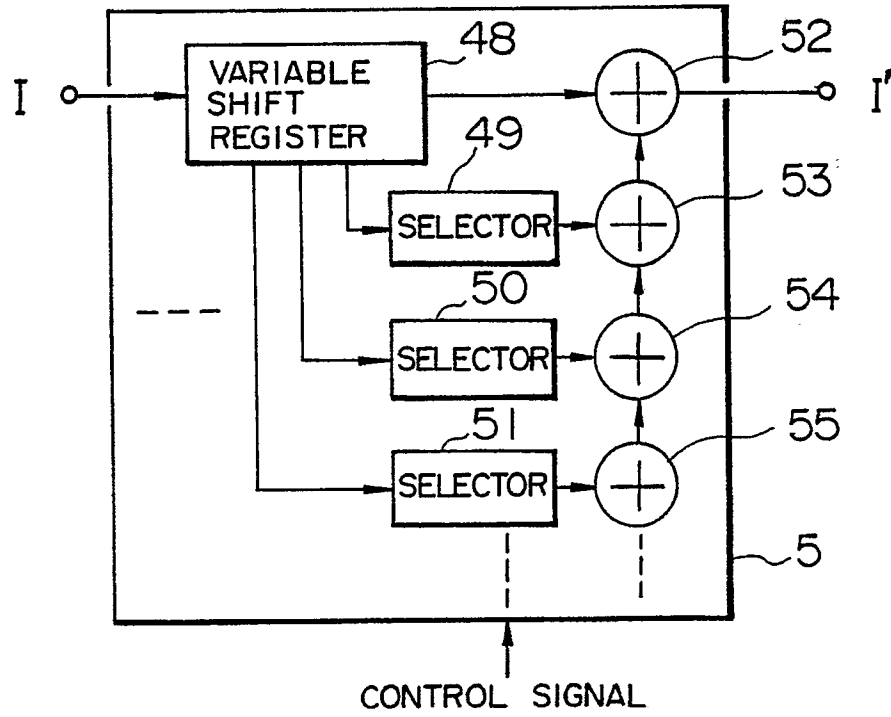 48
52
I
VARIABLE
SHIFT
REGISTER
I'
49
53
SELECTOR
50
54
SELECTOR
51
55
SELECTOR
5
CONTROL SIGNAL